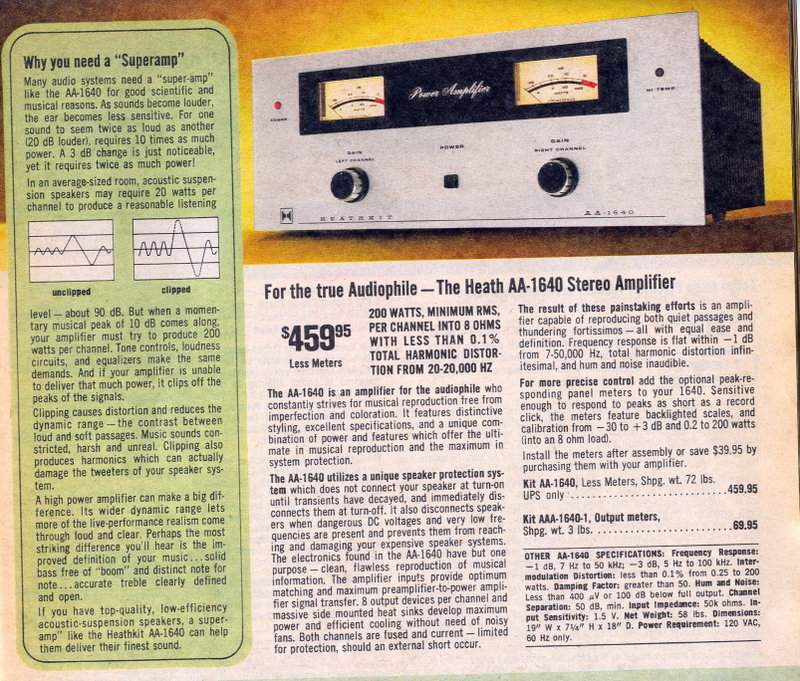 Why you need a "Superamp"
Many audio systems need a "super-amp"
like the AA-1640 for good scientific and
musical reasons. As sounds become louder,
the ear becomes less sensitive. For one
sound to seem twice as loud as another
(20 dB louder), requires 10 times as much
power. A 3 dB change is just noticeable,
yet it requires twice as much power!
In an average-sized room, acoustic suspen-
sion speakers may require 20 watts per
channel to produce a reasonable listening
unclipped
clipped
level — about 90 dB. But when a momen-
tary musical peak of 10 dB comes along,
your amplifier must try to produce 200
watts per channel. Tone controls, loudness
circuits, and equalizers make the same
demands. And if your amplifier is unable
to deliver that much power, it clips off the
peaks of the signals.
Clipping causes distortion and reduces the
dynamic range — the contrast between
loud and soft passages. Music sounds con-
stricted, harsh and unreal. Clipping also
produces harmonics which can actually
damage the tweeters of your speaker sys-
tem.
A high power amplifier can make a big dif-
ference. Its wider dynamic range lets
more of the live-performance realism come
through loud and clear. Perhaps the most
striking difference you'll hear is the im-
proved definition of your music...solid
bass free of "boom" and distinct note for
note...accurate treble clearly defined
and open.
If you have top-quality, low-efficiency
acoustic-suspension speakers, a super-
amp" like the Heathkit AA-1640 can help
them deliver their finest sound.
Power Amplifier
POWER
HI TEMP
GAIN
LEFT CHANNEL
POWER
GAIN
RIGHT CHANNEL
HEATHKIT
AA-1640
For the true Audiophile — The Heath AA-1640 Stereo Amplifier
$459 95
Less Meters
200 WATTS, MINIMUM RMS,
PER CHANNEL INTO 8 OHMS
WITH LESS THAN 0.1%
TOTAL HARMONIC DISTOR-
TION FROM 20-20,000 HZ
The AA-1640 is an amplifier for the audiophile who
constantly strives for musical reproduction free from
imperfection and coloration. It features distinctive
styling, excellent specifications, and a unique com-
bination of power and features which offer the ulti-
mate in musical reproduction and the maximum in
system protection.
The AA-1640 utilizes a unique speaker protection sys-
tem which does not connect your speaker at turn-on
until transients have decayed, and immediately dis-
connects them at turn-off. It also disconnects speak-
ers when dangerous DC voltages and very low fre-
quencies are present and prevents them from reach-
ing and damaging your expensive speaker systems.
The electronics found in the AA-1640 have but one
purpose — clean, flawless reproduction of musical
information. The amplifier inputs provide optimum
matching and maximum preamplifier-to-power ampli-
fier signal transfer. 8 output devices per channel and
massive side mounted heat sinks develop maximum
power and efficient cooling without need of noisy
fans. Both channels are fused and current — limited
for protection, should an external short occur.
The result of these painstaking efforts is an ampli-
fier capable of reproducing both quiet passages and
thundering fortissimos — all with equal ease and
definition. Frequency response is flat within −1 dB
from 7-50,000 Hz, total harmonic distortion infin-
itesimal, and hum and noise inaudible.
For more precise control add the optional peak-re-
sponding panel meters to your 1640. Sensitive
enough to respond to peaks as short as a record
click, the meters feature backlighted scales, and
calibration from −30 to +3 dB and 0.2 to 200 watts
(into an 8 ohm load).
Install the meters after assembly or save $39.95 by
purchasing them with your amplifier.
Kit AA-1640, Less Meters, Shpg. wt. 72 lbs.
UPS only ..........................459.95
Kit AAA-1640-1, Output meters,
Shpg. wt. 3 lbs. .....................69.95
OTHER AA-1640 SPECIFICATIONS: Frequency Response:
−1 dB, 7 Hz to 50 kHz; −3 dB, 5 Hz to 100 kHz. Inter-
modulation Distortion: less than 0.1% from 0.25 to 200
watts. Damping Factor: greater than 50. Hum and Noise:
Less than 400 μV or 100 dB below full output. Channel
Separation: 50 dB, min. Input Impedance: 50k ohms. In-
put Sensitivity: 1.5 V. Net Weight: 58 lbs. Dimensions:
19" W x 7¼" H x 18" D. Power Requirement: 120 VAC,
60 Hz only.